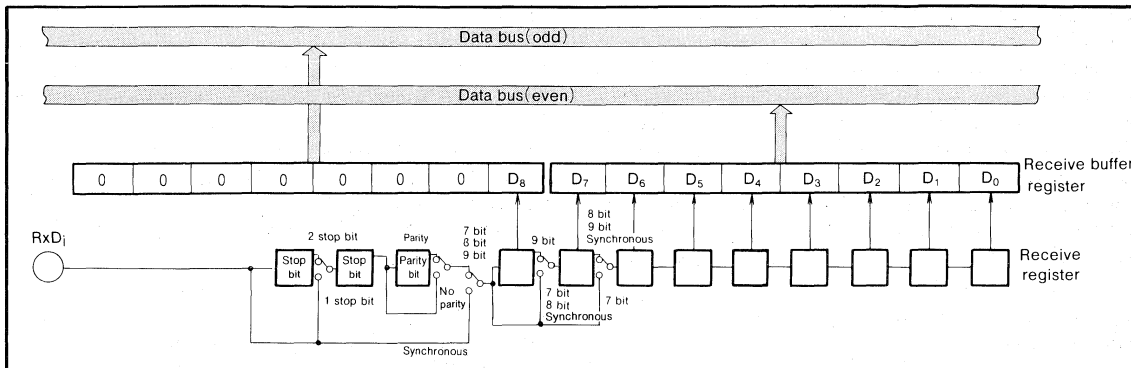 Data bus(odd)
Data bus(even)
0 0 0 0 0 0 0 D8 D7 D6 D5 D4 D3 D2 D1 D0
Receive buffer
register
RxDi
2 stop bit
Parity
7 bit
8 bit
9 bit
9 bit
8 bit
9 bit
Synchronous
Stop
bit
Stop
bit
Parity
bit
Receive
register
1 stop bit
No
parity
7 bit
8 bit
Synchronous
7 bit
Synchronous